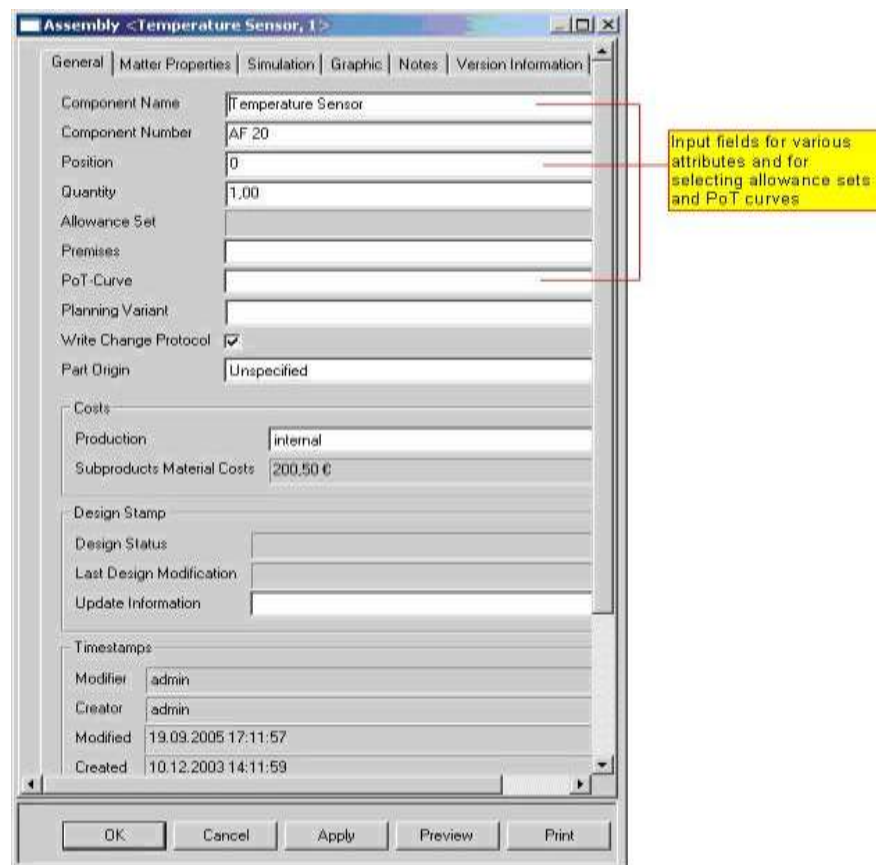 Assembly <Temperature Sensor, 1>
General Matter Properties Simulation Graphic Notes Version Information
Component Name Temperature Sensor
Component Number AF 20
Position 0
Quantity 1,00
Allowance Set
Premises
PoT-Curve
Planning Variant
Write Change Protocol
Part Origin Unspecified
Costs
Production internal
Subproducts Material Costs 200,50 €
Design Stamp
Design Status
Last Design Modification
Update Information
Timestamps
Modifier admin
Creator admin
Modified 19.09.2005 17:11:57
Created 10.12.2003 14:11:59
OK Cancel Apply Preview Print
Input fields for various
attributes and for
selecting allowance sets
and PoT curves